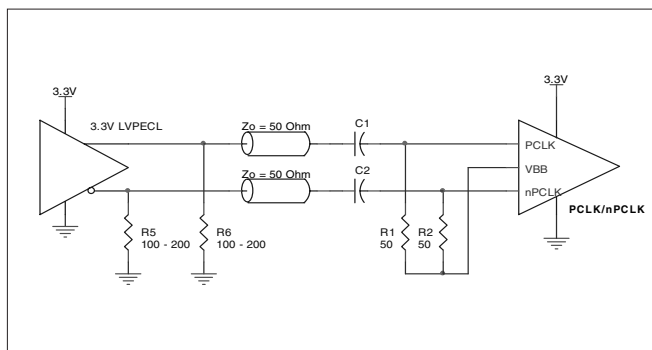 3.3V
3.3V LVPECL
Zo = 50 Ohm
C1
3.3V
PCLK
Zo = 50 Ohm
C2
VBB
nPCLK
PCLK/nPCLK
R5
100 - 200
R6
100 - 200
R1
50
R2
50